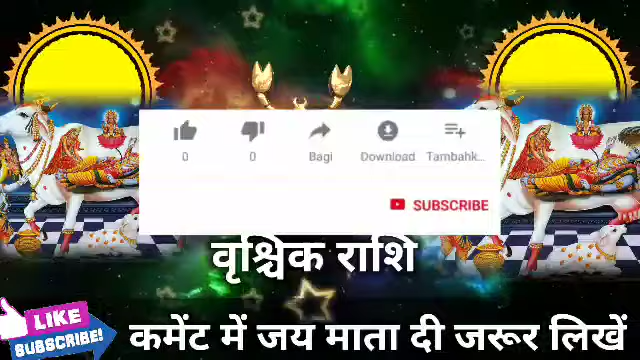 0 0 Bagi Download Tambahk...
SUBSCRIBE
वृश्चिक राशि
LIKE
SUBSCRIBE!
कमेंट में जय माता दी जरूर लिखें